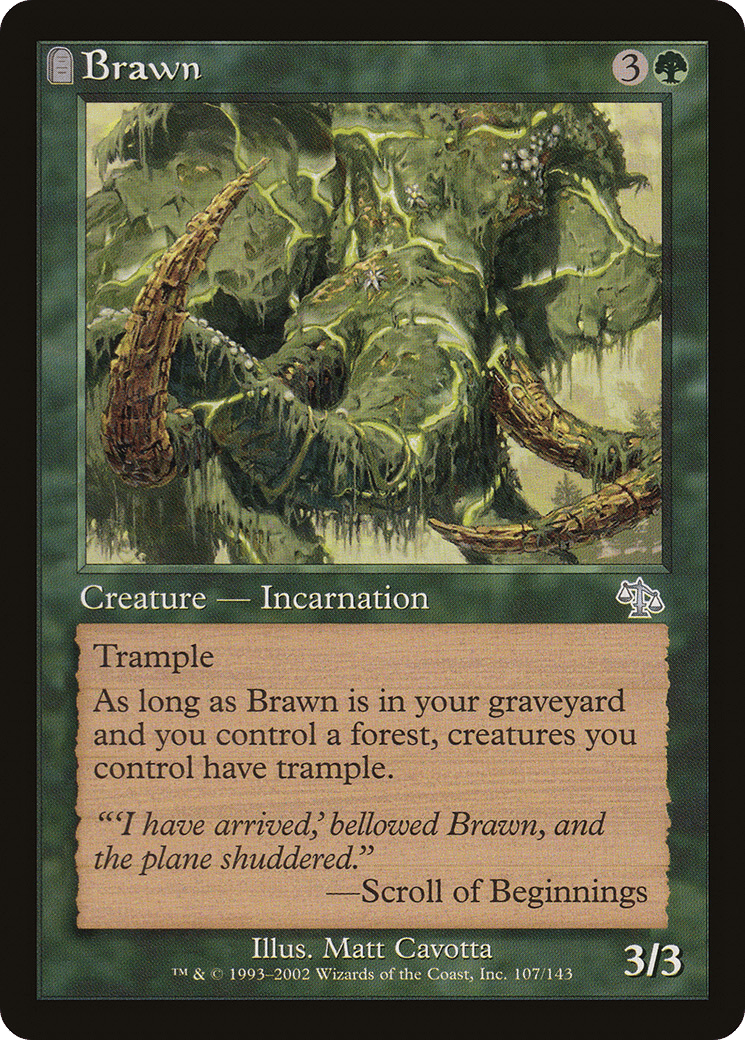 Brawn 3
Creature — Incarnation
Trample
As long as Brawn is in your graveyard
and you control a forest, creatures you
control have trample.
“‘I have arrived,’ bellowed Brawn, and
the plane shuddered.”
—Scroll of Beginnings
Illus. Matt Cavotta
™ & © 1993–2002 Wizards of the Coast, Inc. 107/143
3/3